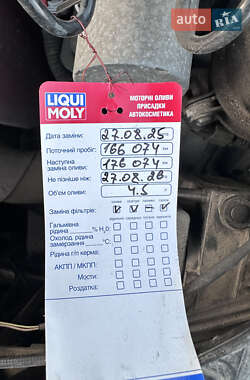 AUTO RIA
LIQUI
MOLY
МОТОРНІ ОЛИВИ
ПРИСАДКИ
АВТОКОСМЕТИКА
Дата заміни: 27.08.25
Поточний пробіг: 166 074 км
Наступна
заміна оливи: 176 074 км
Не пізніше ніж: 27.08.26
Об'єм оливи: 4.5 л
Заміна фільтрів:
Гальмівна
рідина % H₂O:
Охолод. рідина
замерзання °C:
Рідина г/п керма:
АКПП / МКПП:
Мости:
Роздатка: